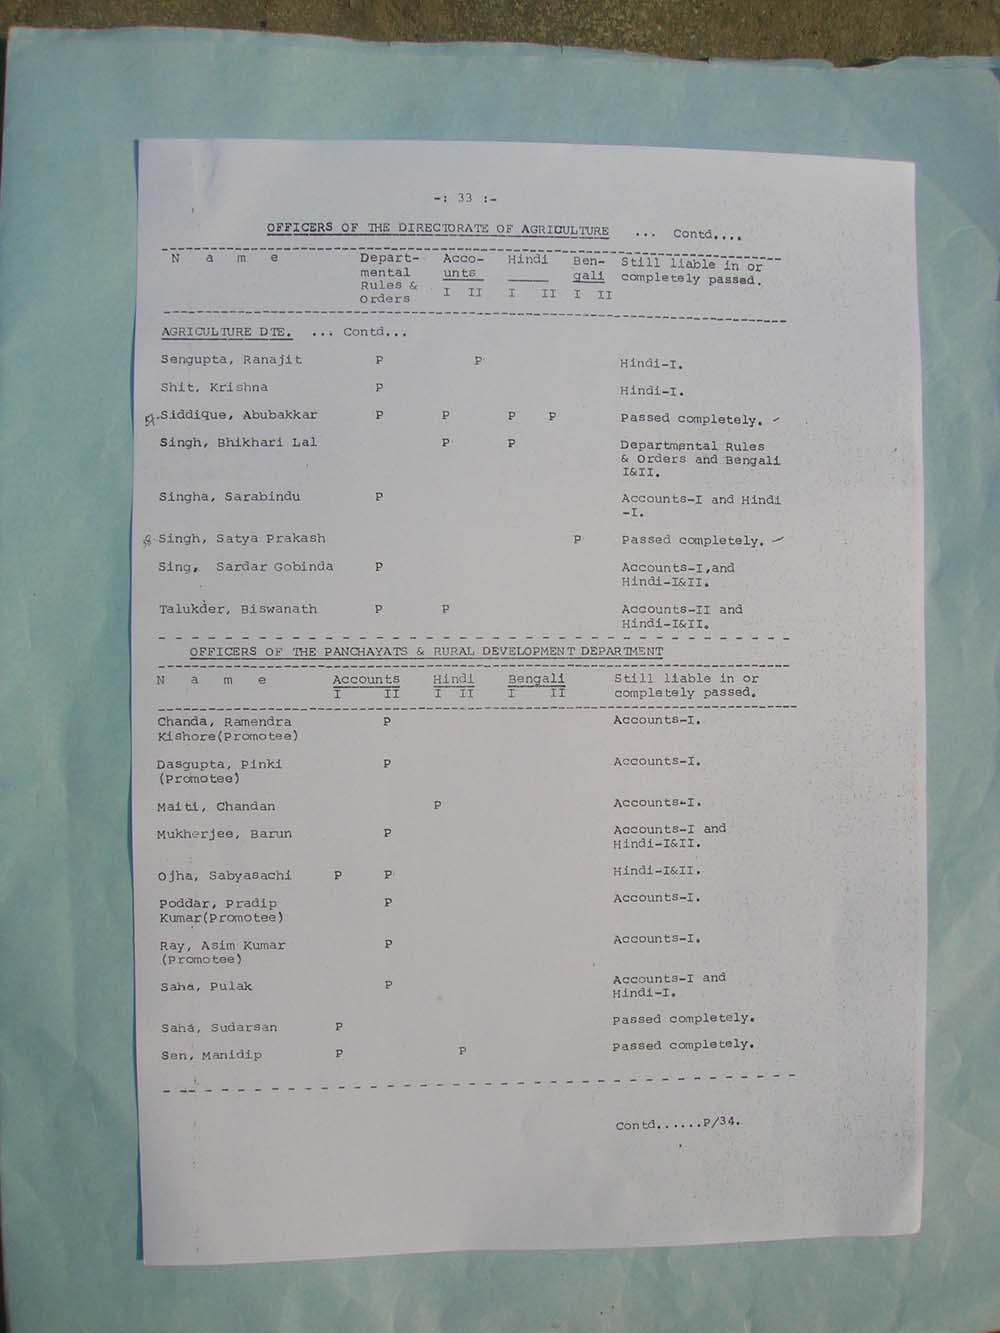 -: 33 :-
OFFICERS OF THE DIRECTORATE OF AGRICULTURE ... Contd....
N a m e Depart- Acco- Hindi Ben- Still liable in or
mental unts gali completely passed.
Rules &
Orders I II I II I II
AGRICULTURE DTE. ... Contd...
Sengupta, Ranajit P P Hindi-I.
Shit, Krishna P Hindi-I.
Siddique, Abubakkar P P P P Passed completely.
Singh, Bhikhari Lal P P Departmental Rules
& Orders and Bengali
I&II.
Singha, Sarabindu P Accounts-I and Hindi
-I.
Singh, Satya Prakash P Passed completely.
Sing, Sardar Gobinda P Accounts-I,and
Hindi-I&II.
Talukder, Biswanath P P Accounts-II and
Hindi-I&II.
OFFICERS OF THE PANCHAYATS & RURAL DEVELOPMENT DEPARTMENT
N a m e Accounts Hindi Bengali Still liable in or
I II I II I II completely passed.
Chanda, Ramendra P Accounts-I.
Kishore(Promotee)
Dasgupta, Pinki P Accounts-I.
(Promotee)
Maiti, Chandan P Accounts-I.
Mukherjee, Barun P Accounts-I and
Hindi-I&II.
Ojha, Sabyasachi P P Hindi-I&II.
Poddar, Pradip P Accounts-I.
Kumar(Promotee)
Ray, Asim Kumar P Accounts-I.
(Promotee)
Saha, Pulak P Accounts-I and
Hindi-I.
Saha, Sudarsan P Passed completely.
Sen, Manidip P P Passed completely.
Contd......P/34.